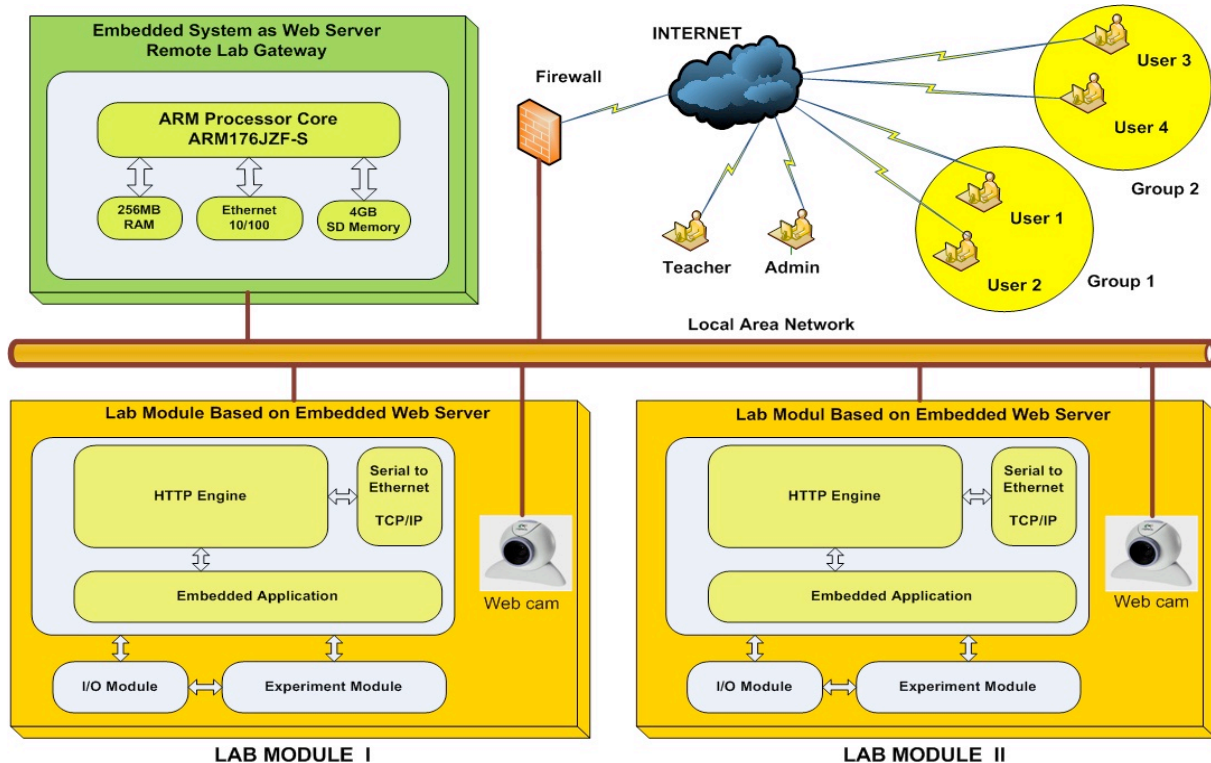 Embedded System as Web Server
Remote Lab Gateway
ARM Processor Core
ARM176JZF-S
256MB
RAM
Ethernet
10/100
4GB
SD Memory
INTERNET
Firewall
User 3
User 4
Group 2
User 1
User 2
Group 1
Teacher
Admin
Local Area Network
Lab Module Based on Embedded Web Server
HTTP Engine
Serial to
Ethernet
TCP/IP
Embedded Application
Web cam
I/O Module
Experiment Module
LAB MODULE I
Lab Modul Based on Embedded Web Server
HTTP Engine
Serial to
Ethernet
TCP/IP
Embedded Application
Web cam
I/O Module
Experiment Module
LAB MODULE II